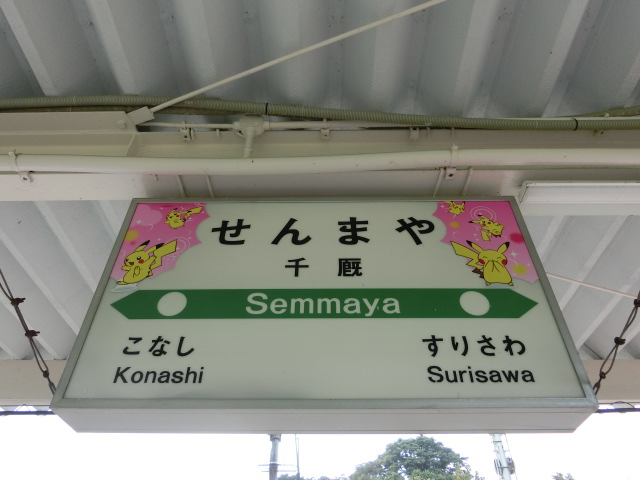 せんまや
千厩
Semmaya
こなし
Konashi
すりさわ
Surisawa